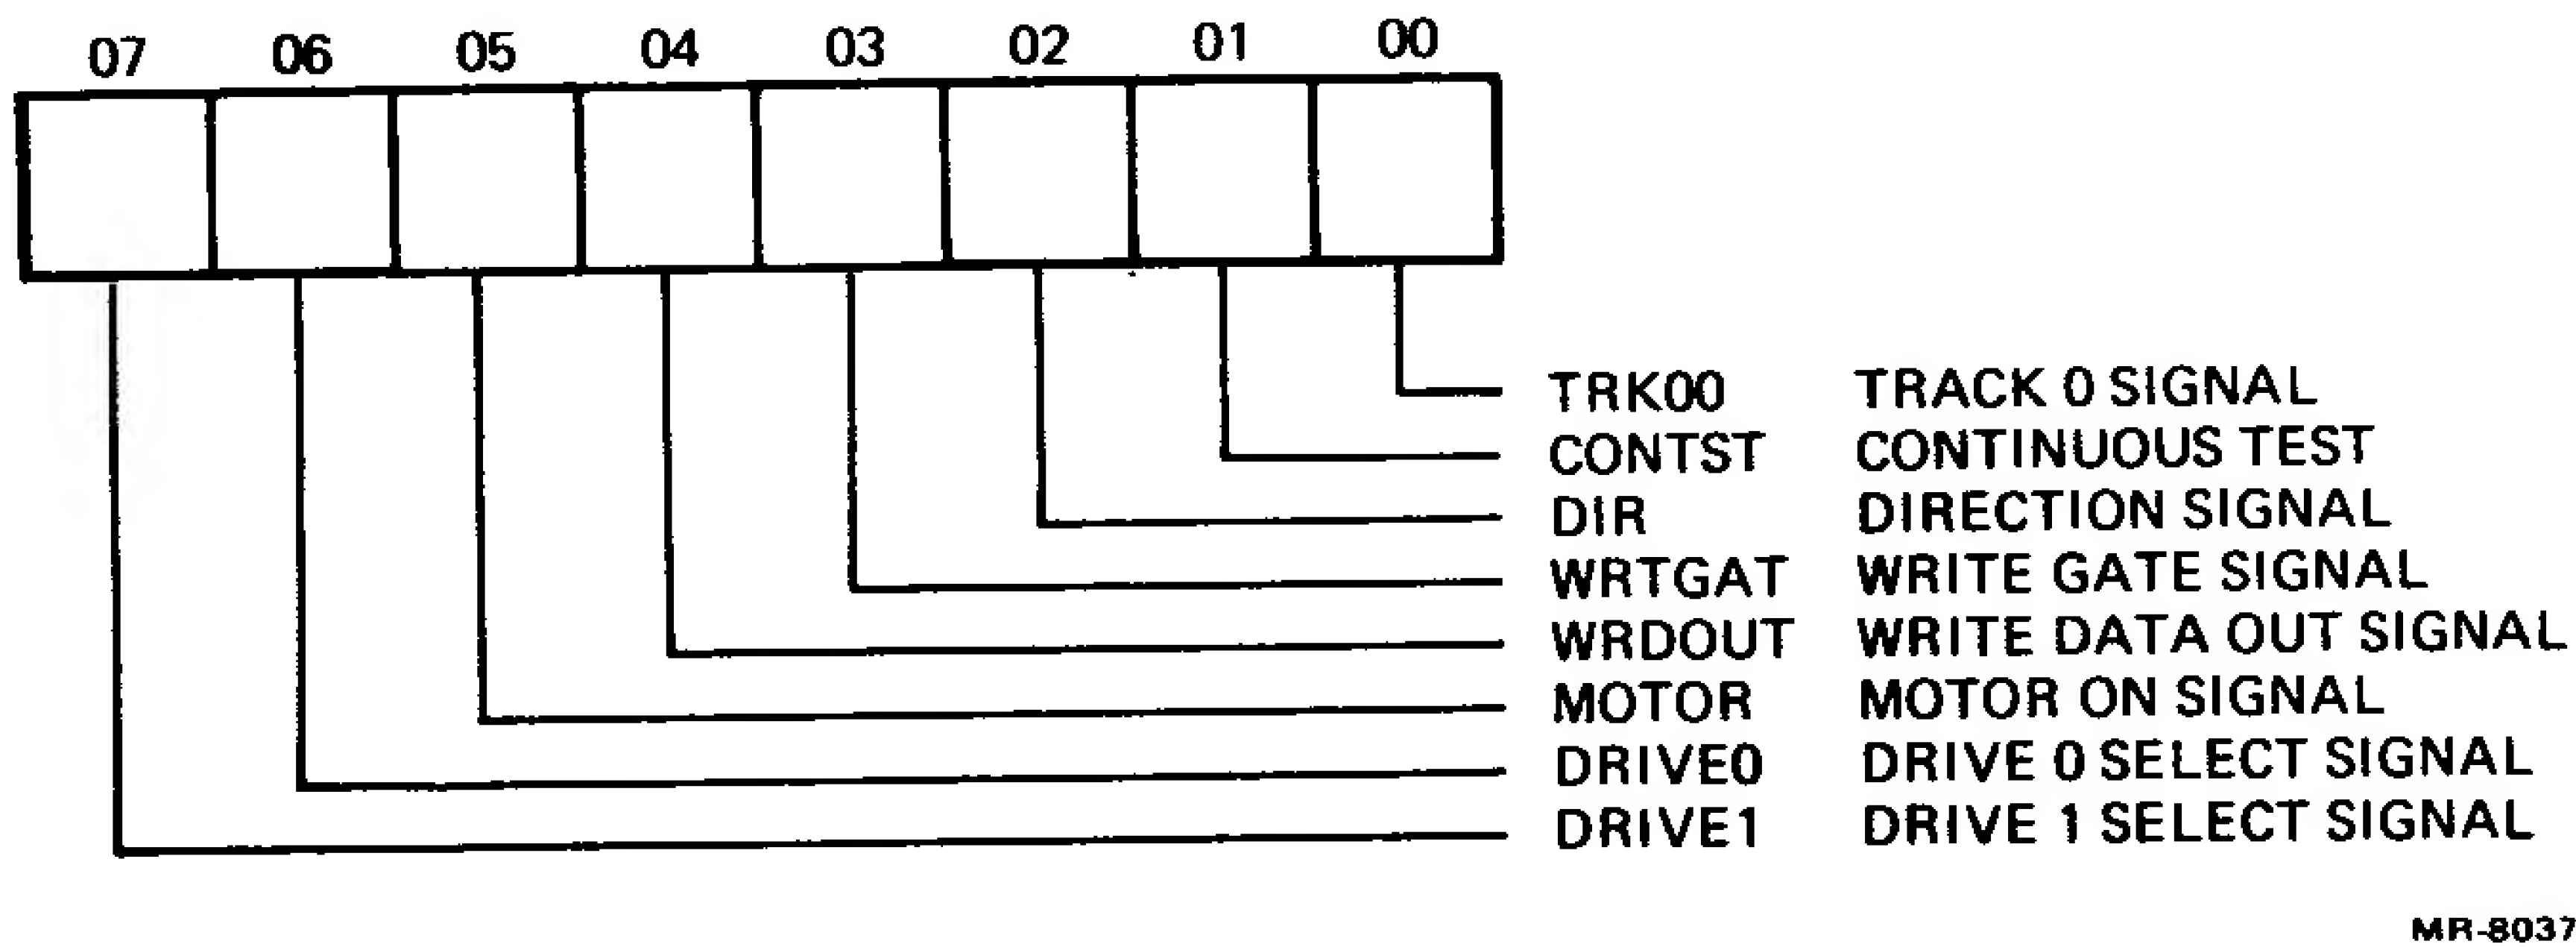 07 06 05 04 03 02 01 00
TRK00 TRACK 0 SIGNAL
CONTST CONTINUOUS TEST
DIR DIRECTION SIGNAL
WRTGAT WRITE GATE SIGNAL
WRDOUT WRITE DATA OUT SIGNAL
MOTOR MOTOR ON SIGNAL
DRIVE0 DRIVE 0 SELECT SIGNAL
DRIVE1 DRIVE 1 SELECT SIGNAL
MR-8037